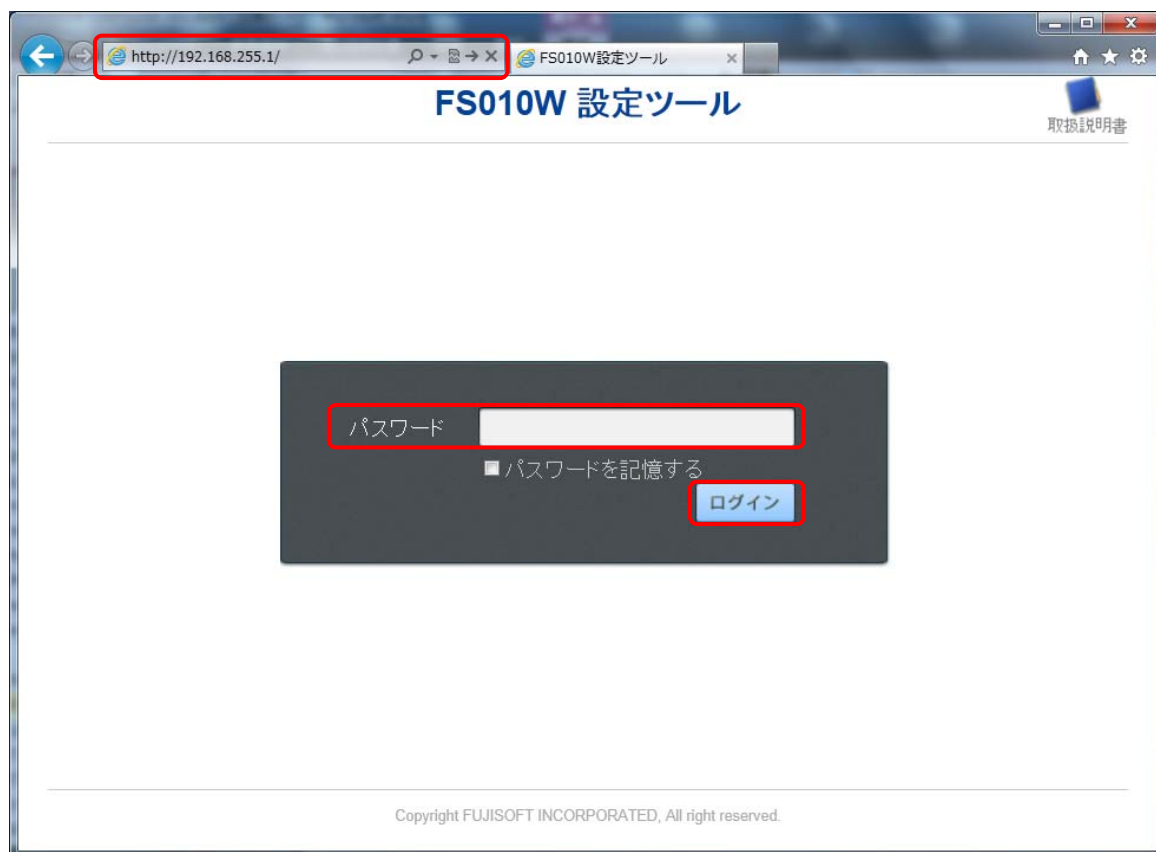 http://192.168.255.1/
FS010W設定ツール
FS010W 設定ツール
取扱説明書
パスワード
パスワードを記憶する
ログイン
Copyright FUJISOFT INCORPORATED, All right reserved.